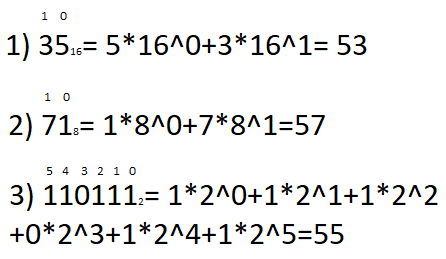 1 0
1) 35₁₆= 5*16^0+3*16^1= 53
1 0
2) 71₈= 1*8^0+7*8^1=57
5 4 3 2 1 0
3) 110111₂= 1*2^0+1*2^1+1*2^2
+0*2^3+1*2^4+1*2^5=55